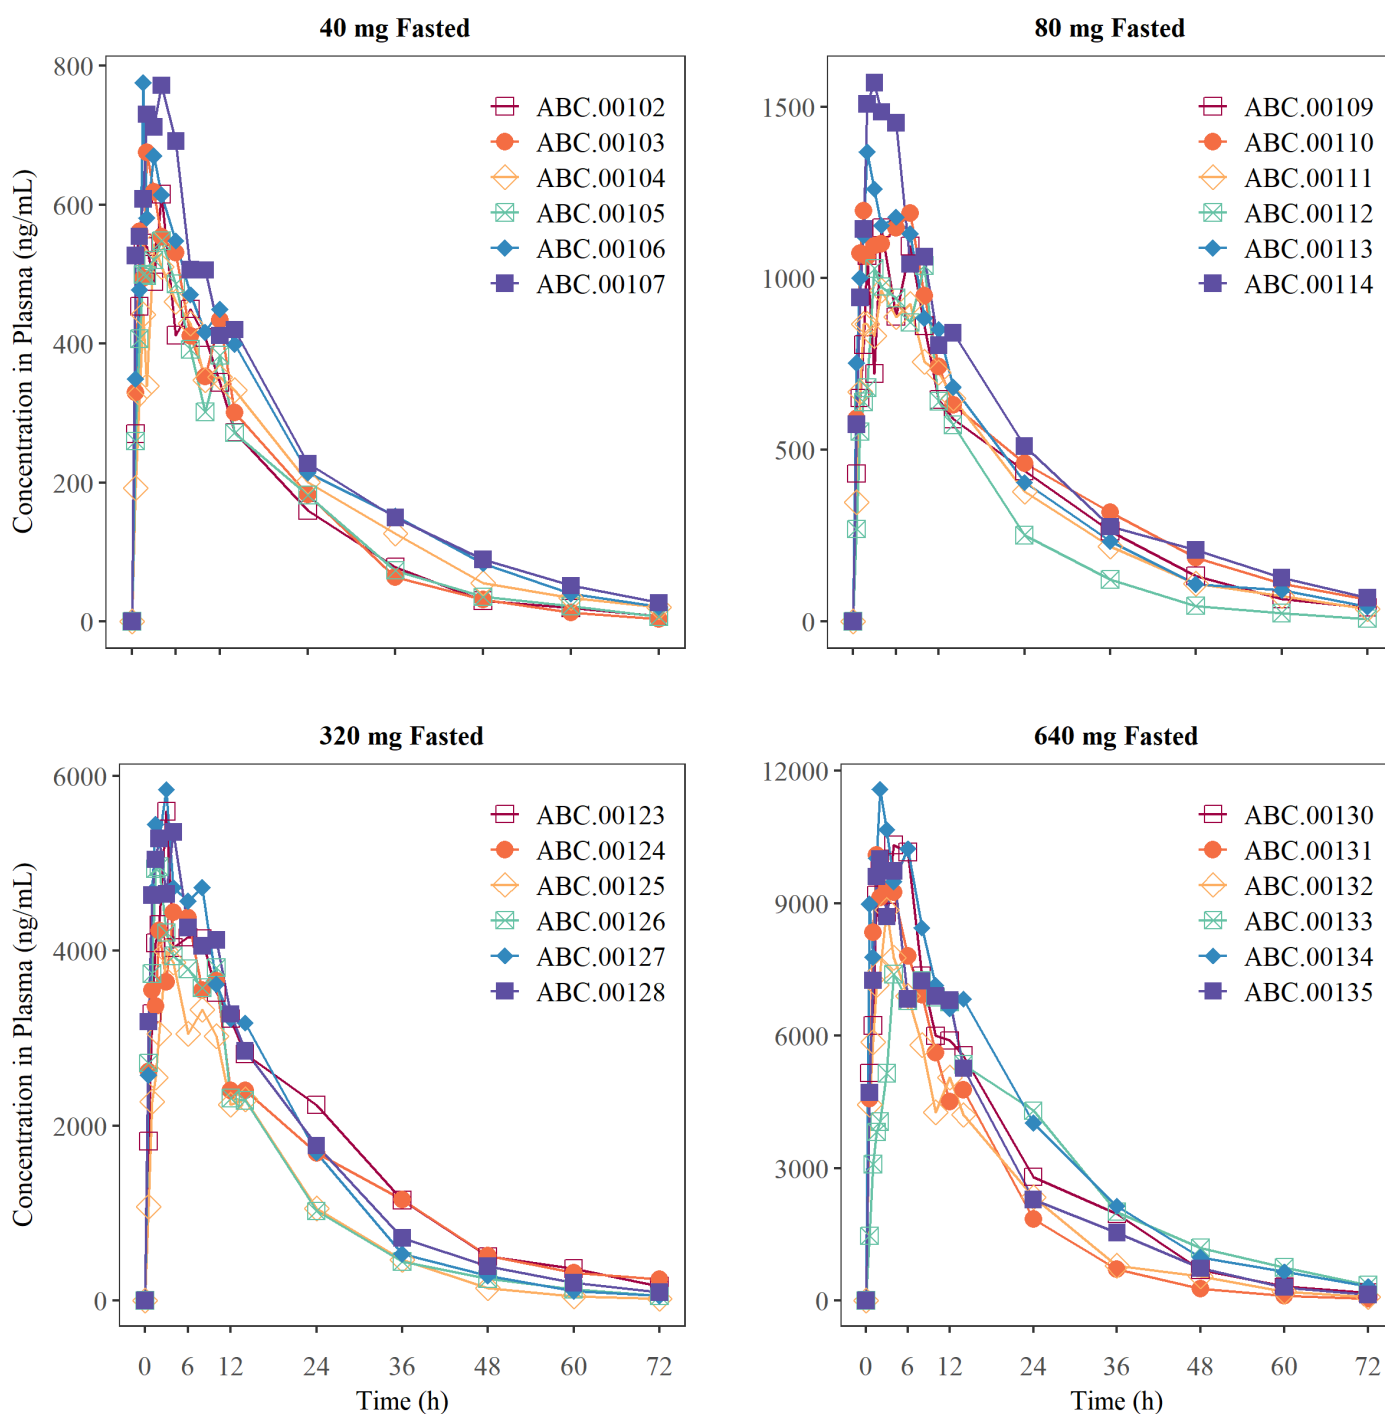 40 mg Fasted
80 mg Fasted
Concentration in Plasma (ng/mL)
800
600
400
200
0
ABC.00102
ABC.00103
ABC.00104
ABC.00105
ABC.00106
ABC.00107
1500
1000
500
0
ABC.00109
ABC.00110
ABC.00111
ABC.00112
ABC.00113
ABC.00114
320 mg Fasted
640 mg Fasted
Concentration in Plasma (ng/mL)
6000
4000
2000
0
ABC.00123
ABC.00124
ABC.00125
ABC.00126
ABC.00127
ABC.00128
0 6 12 24 36 48 60 72
Time (h)
12000
9000
6000
3000
0
ABC.00130
ABC.00131
ABC.00132
ABC.00133
ABC.00134
ABC.00135
0 6 12 24 36 48 60 72
Time (h)